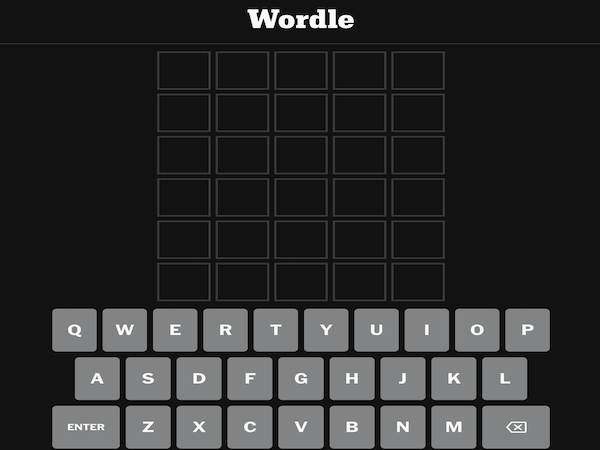 Wordle
Q W E R T Y U I O P
A S D F G H J K L
ENTER Z X C V B N M